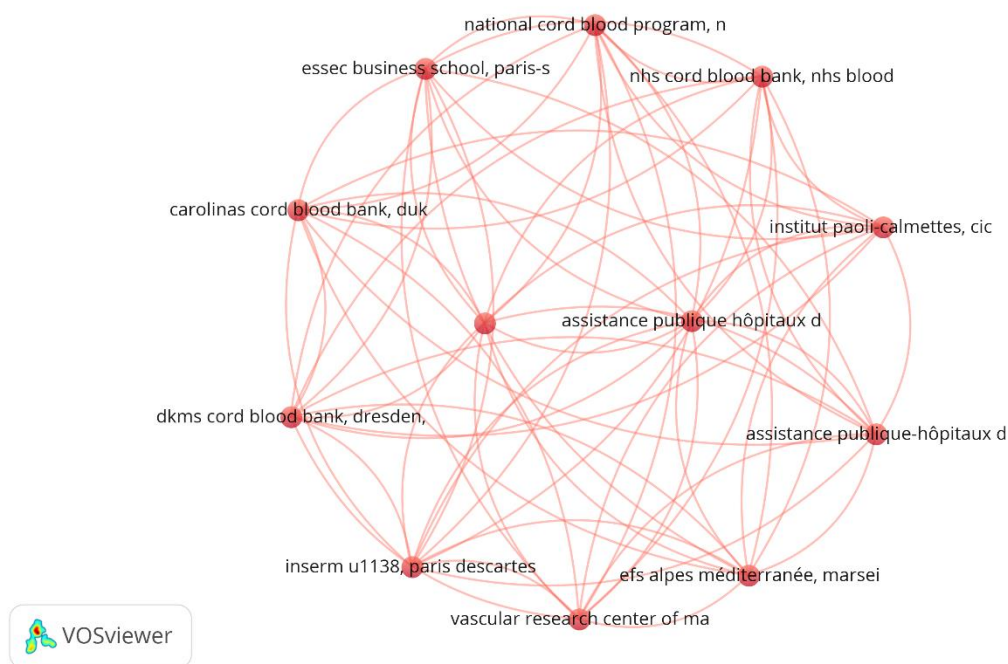 national cord blood program, n
essec business school, paris-s
nhs cord blood bank, nhs blood
carolinas cord blood bank, duk
institut paoli-calmettes, cic
assistance publique hôpitaux d
dkms cord blood bank, dresden,
assistance publique-hôpitaux d
inserm u1138, paris descartes
efs alpes méditerranée, marsei
vascular research center of ma
VOSviewer